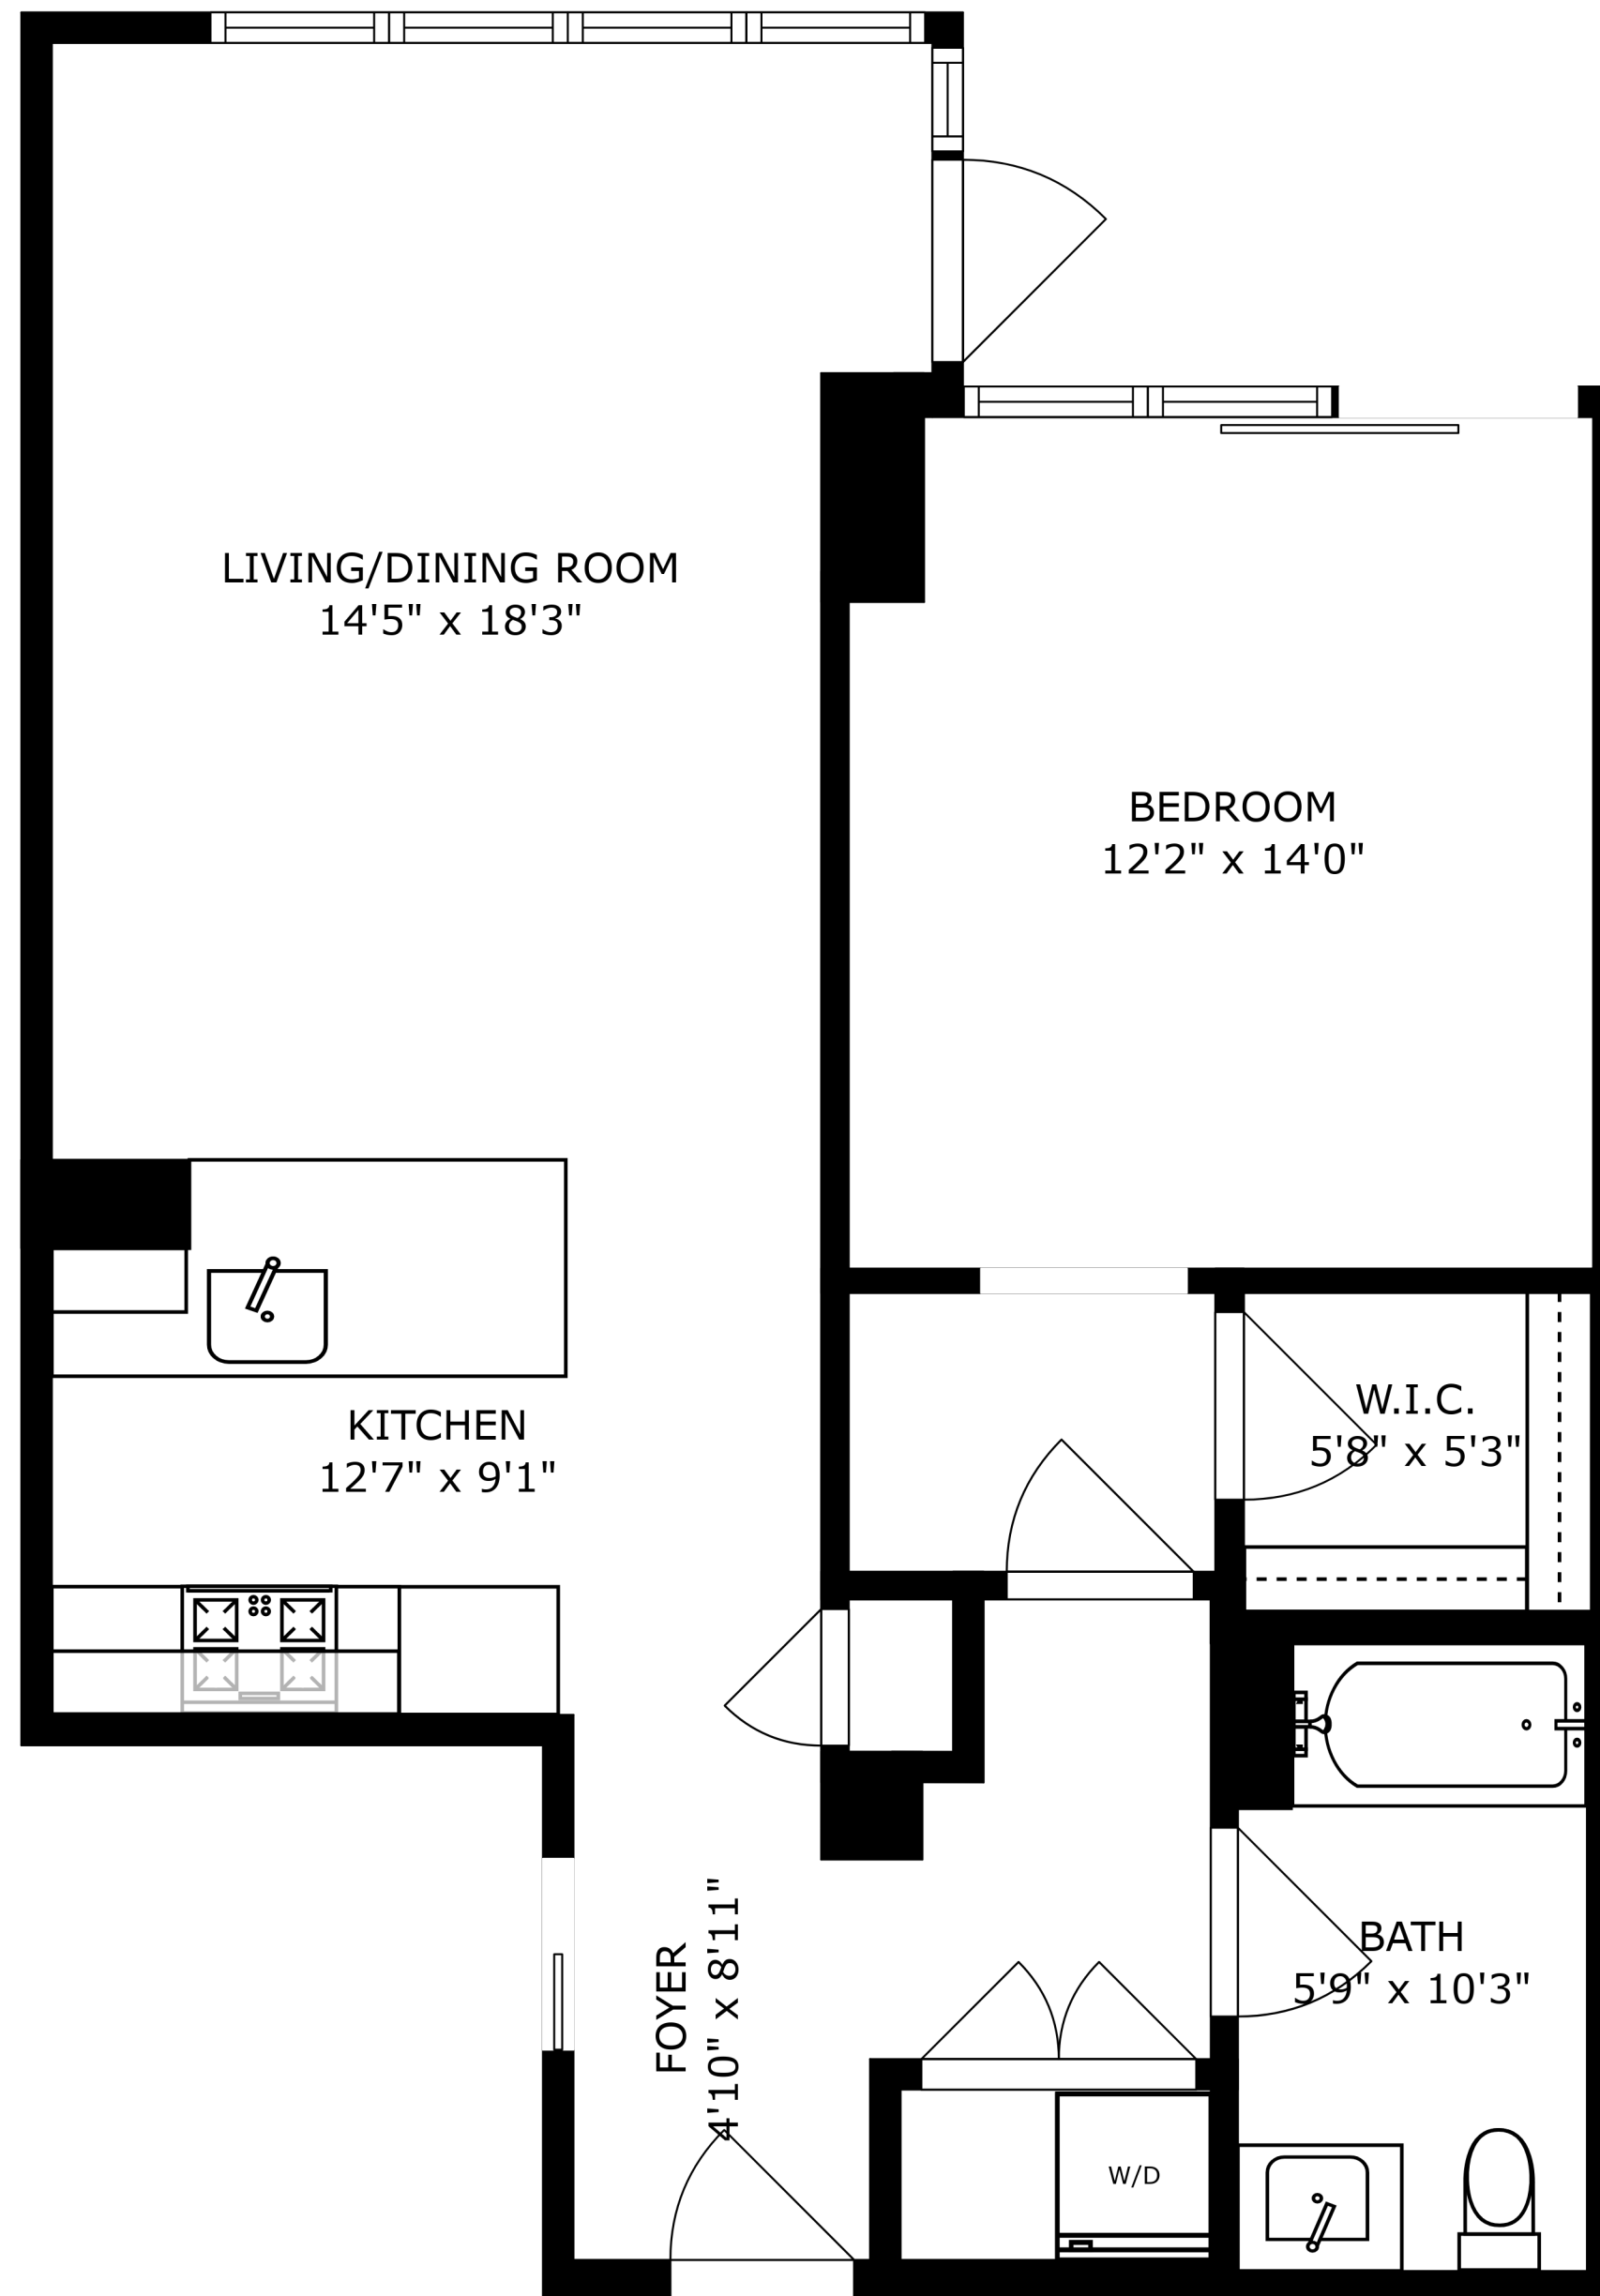 LIVING/DINING ROOM
14'5" x 18'3"
BEDROOM
12'2" x 14'0"
KITCHEN
12'7" x 9'1"
W.I.C.
5'8" x 5'3"
FOYER
4'10" x 8'11"
BATH
5'9" x 10'3"
W/D